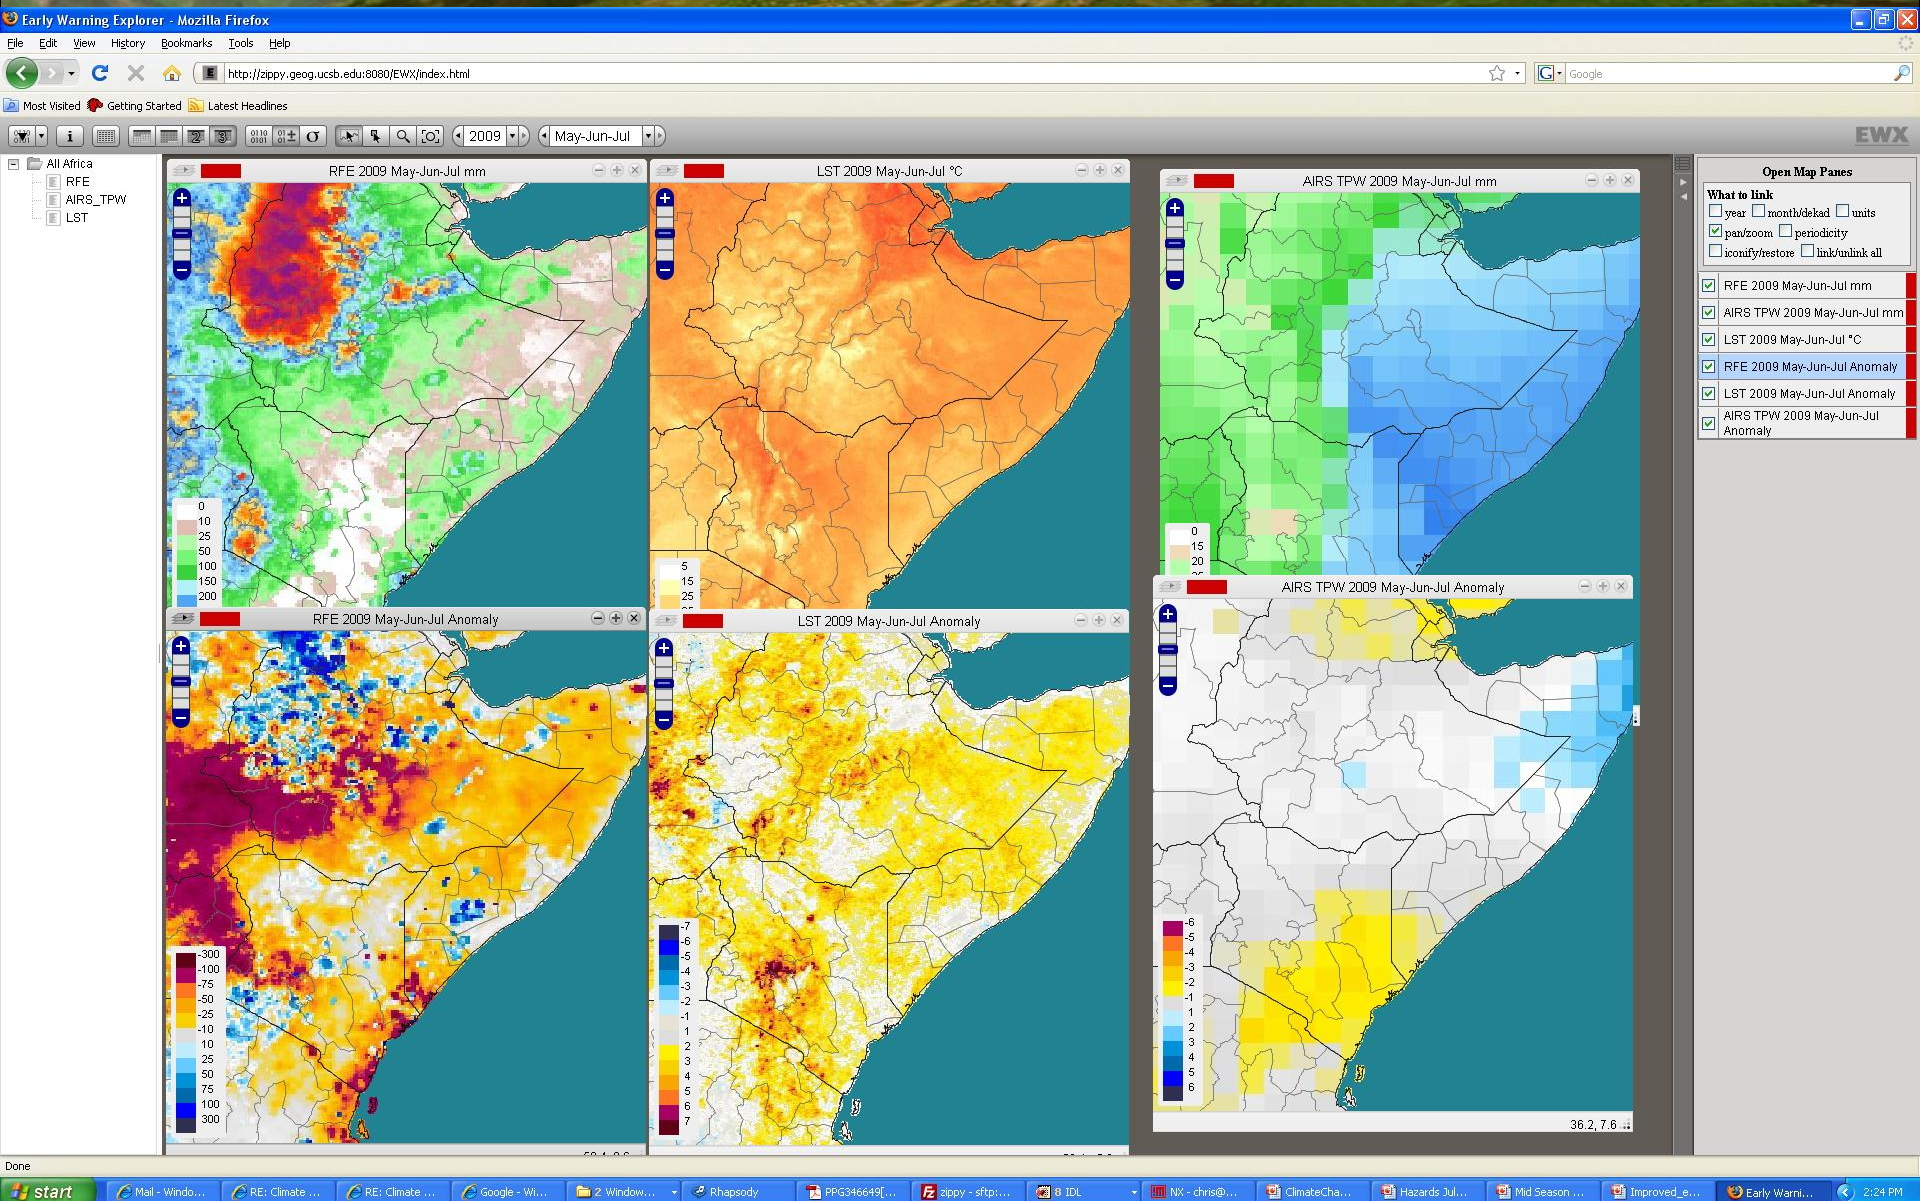 Early Warning Explorer - Mozilla Firefox
File Edit View History Bookmarks Tools Help
http://zippy.geog.ucsb.edu:8080/EWX/index.html
Google
Most Visited Getting Started Latest Headlines
2009 May-Jun-Jul
EWX
All Africa
RFE
AIRS_TPW
LST
RFE 2009 May-Jun-Jul mm
0
10
25
50
100
150
200
LST 2009 May-Jun-Jul °C
5
15
25
AIRS TPW 2009 May-Jun-Jul mm
0
15
20
25
RFE 2009 May-Jun-Jul Anomaly
-300
-100
-75
-50
-25
-10
10
25
50
75
100
300
LST 2009 May-Jun-Jul Anomaly
-7
-6
-5
-4
-3
-2
-1
1
2
3
4
5
6
7
AIRS TPW 2009 May-Jun-Jul Anomaly
-6
-5
-4
-3
-2
-1
1
2
3
4
5
6
36.2, 7.6
Open Map Panes
What to link
year month/dekad units
pan/zoom periodicity
iconify/restore link/unlink all
RFE 2009 May-Jun-Jul mm
AIRS TPW 2009 May-Jun-Jul mm
LST 2009 May-Jun-Jul °C
RFE 2009 May-Jun-Jul Anomaly
LST 2009 May-Jun-Jul Anomaly
AIRS TPW 2009 May-Jun-Jul
Anomaly
Done
start Mail - Windo... RE: Climate ... RE: Climate ... Google - Wi... 2 Window... Rhapsody PPG346649[... zippy - sftp:... 8 IDL NX - chris@... ClimateCha... Hazards Jul... Mid Season ... Improved_e... Early Warni... 2:24 PM